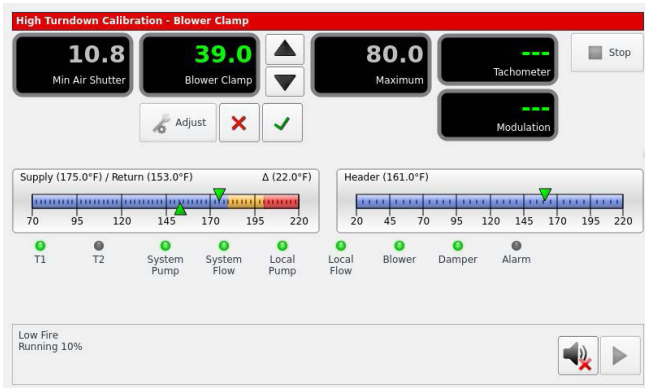 High Turndown Calibration - Blower Clamp
10.8
Min Air Shutter
39.0
Blower Clamp
80.0
Maximum
---
Tachometer
Stop
---
Modulation
Adjust
Supply (175.0°F) / Return (153.0°F)
Δ (22.0°F)
70 95 120 145 170 195 220
Header (161.0°F)
20 45 70 95 120 145 170 195 220
T1
T2
System
Pump
System
Flow
Local
Pump
Local
Flow
Blower
Damper
Alarm
Low Fire
Running 10%